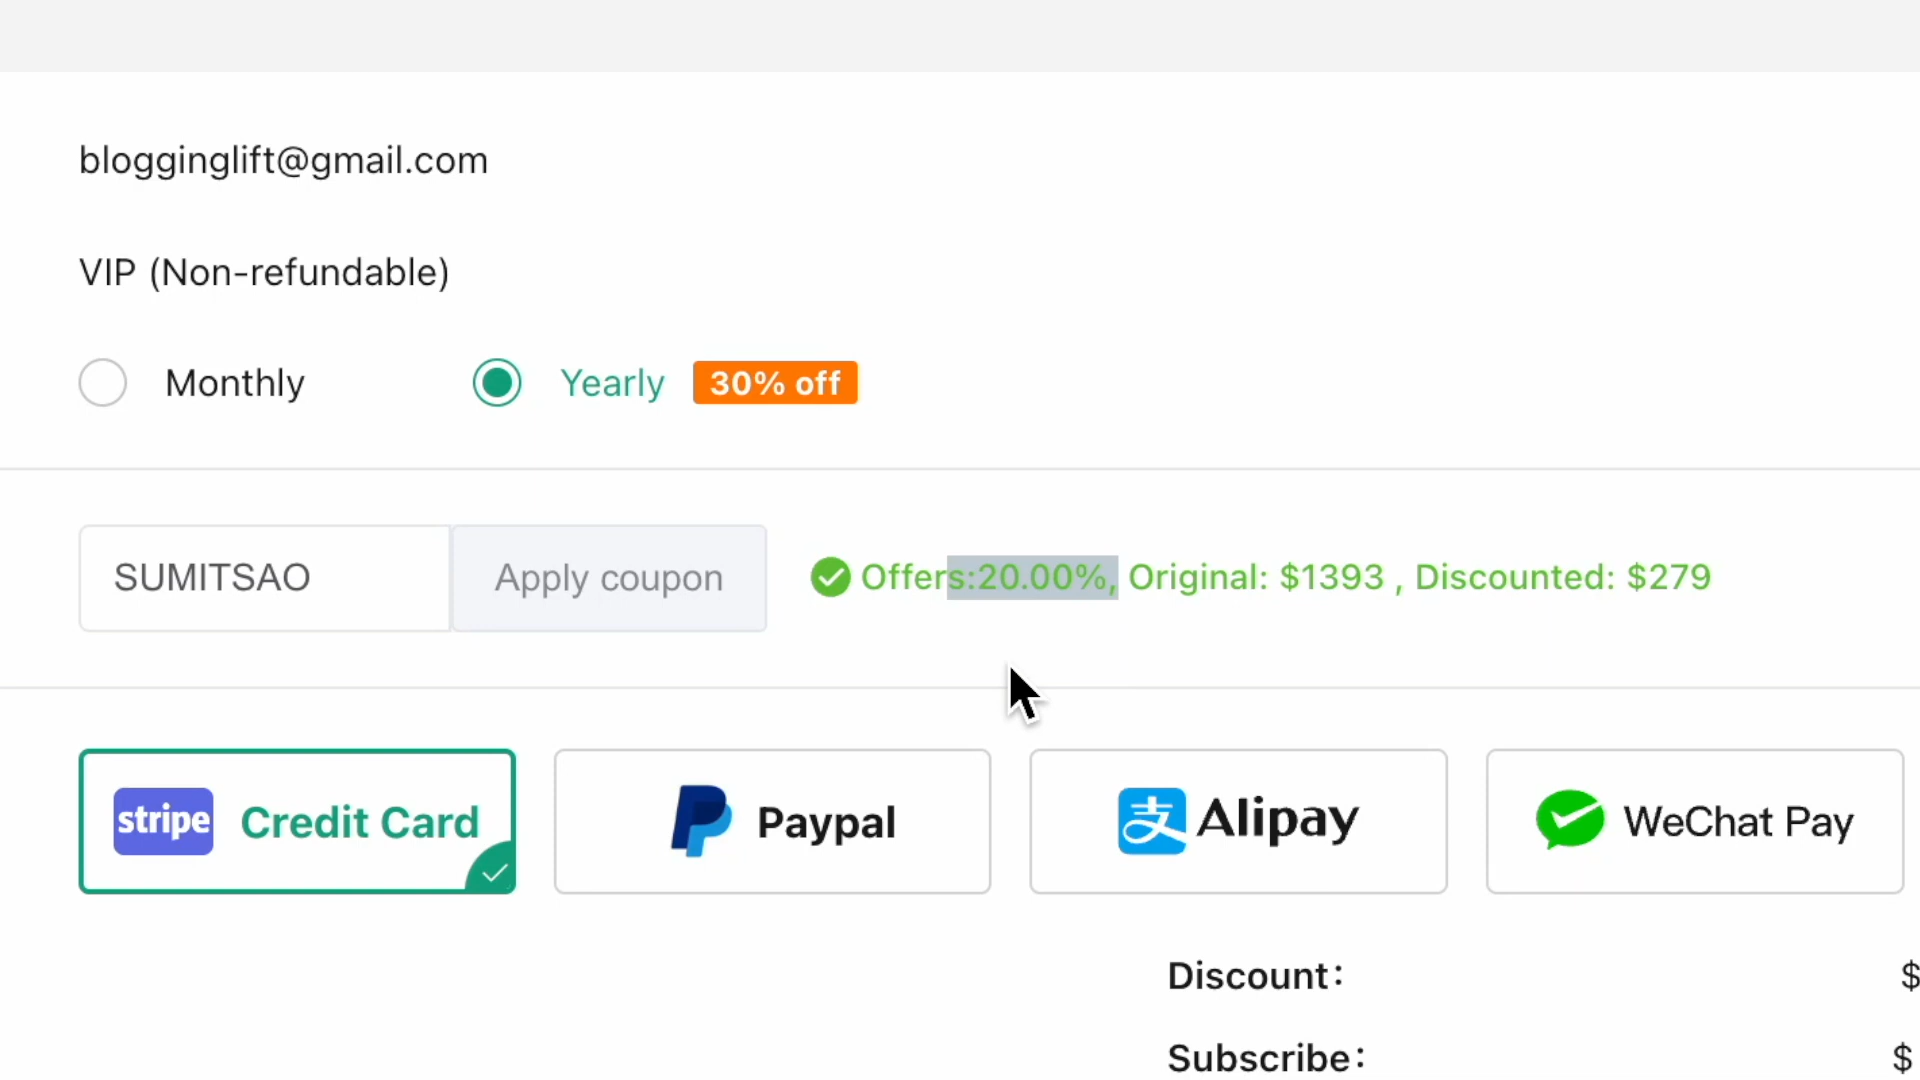 blogginglift@gmail.com
VIP (Non-refundable)
Monthly Yearly 30% off
SUMITSAO Apply coupon Offers:20.00%, Original: $1393 , Discounted: $279
stripe Credit Card Paypal 支 Alipay WeChat Pay
Discount: $
Subscribe: $